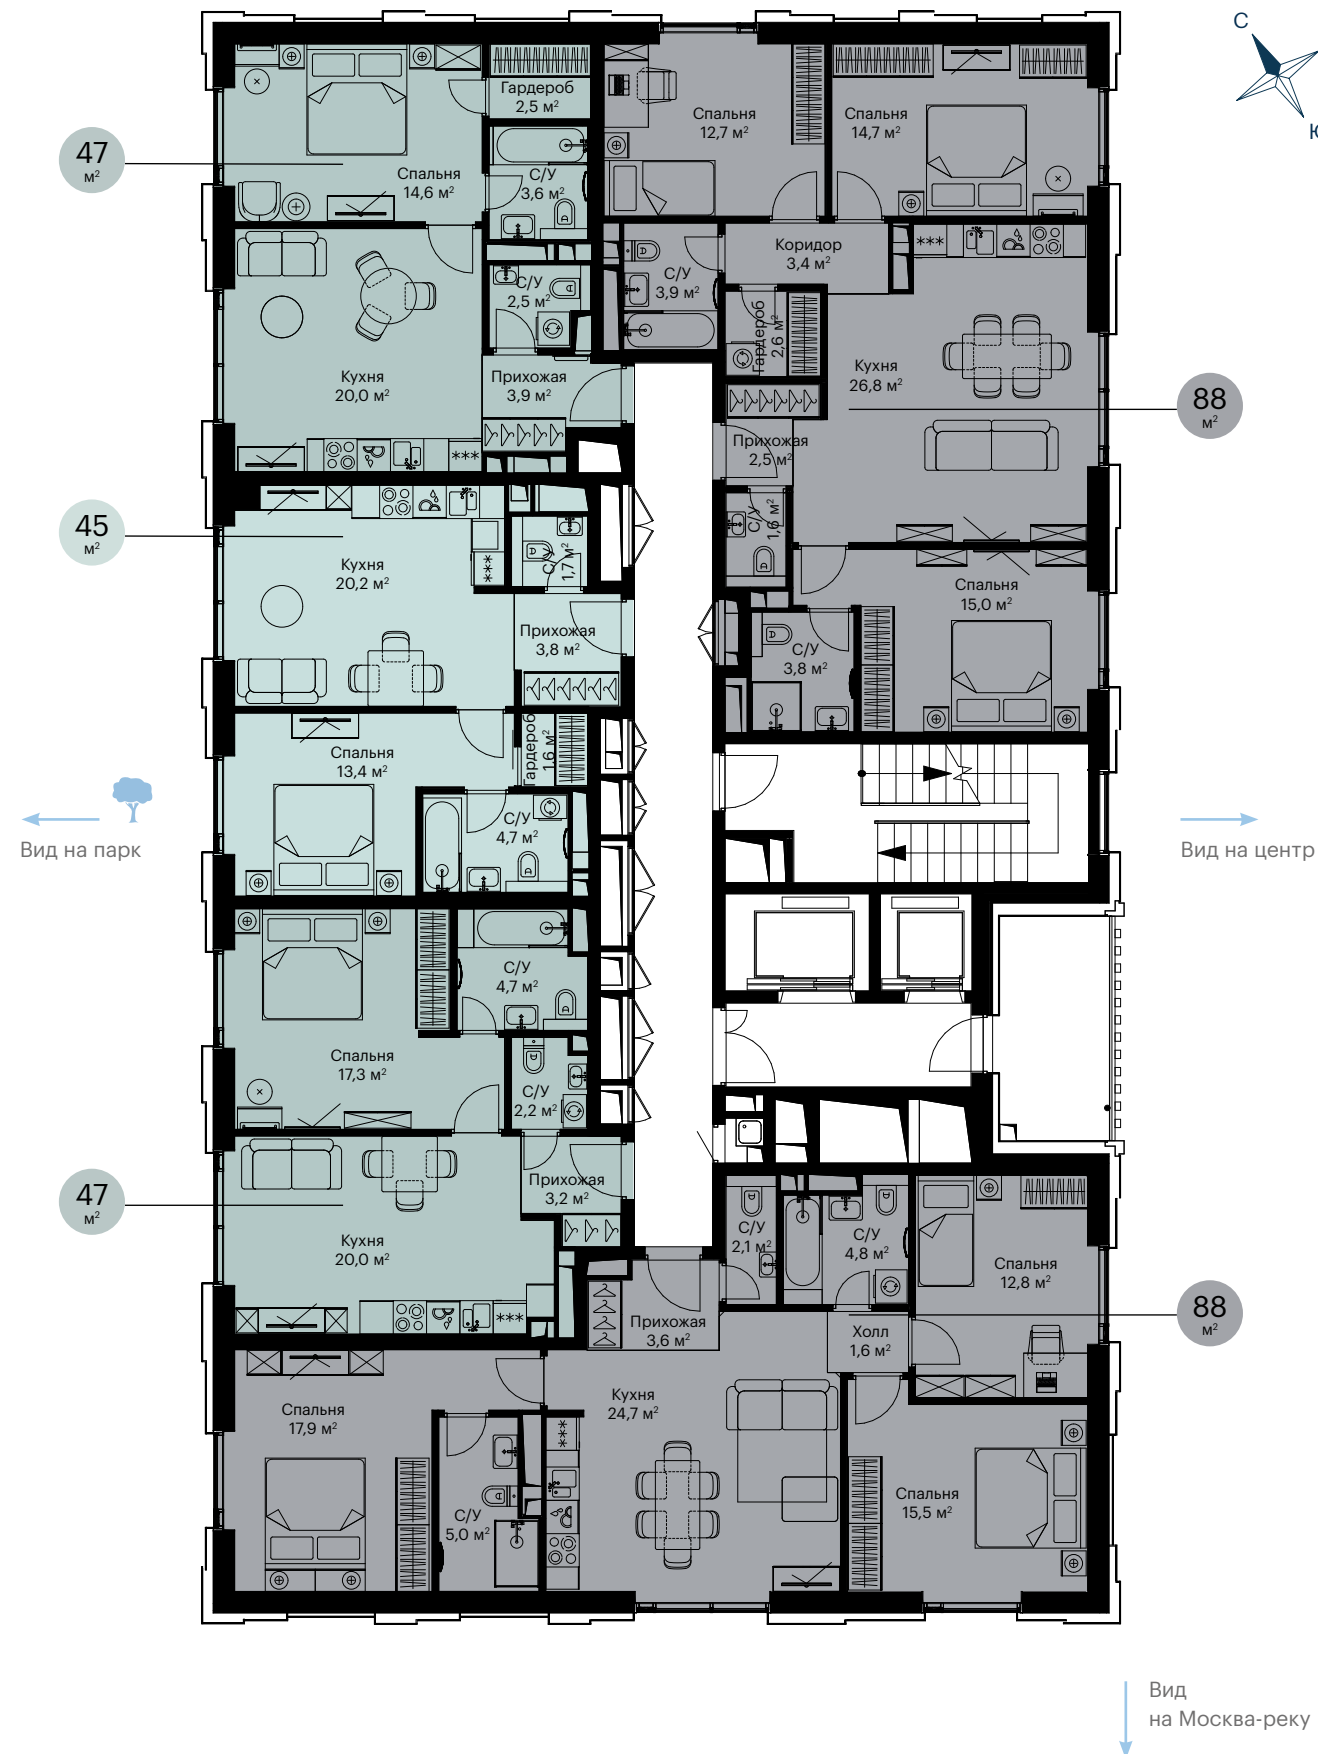 С
Ю
Гардероб
2,5 м²
Спальня
12,7 м²
Спальня
14,7 м²
47
м²
Спальня
14,6 м²
С/У
3,6 м²
Коридор
3,4 м²
С/У
3,9 м²
С/У
2,5 м²
Гардероб
2,6 м²
Кухня
20,0 м²
Прихожая
3,9 м²
Кухня
26,8 м²
88
м²
Прихожая
2,5 м²
45
м²
Кухня
20,2 м²
С/У
1,7 м²
С/У
1,6 м²
Спальня
15,0 м²
Прихожая
3,8 м²
С/У
3,8 м²
Спальня
13,4 м²
Гардероб
1,6 м²
С/У
4,7 м²
Вид на парк
Вид на центр
С/У
4,7 м²
Спальня
17,3 м²
С/У
2,2 м²
47
м²
Прихожая
3,2 м²
Кухня
20,0 м²
С/У
2,1 м²
С/У
4,8 м²
Спальня
12,8 м²
88
м²
Прихожая
3,6 м²
Холл
1,6 м²
Спальня
17,9 м²
Кухня
24,7 м²
С/У
5,0 м²
Спальня
15,5 м²
Вид
на Москва-реку